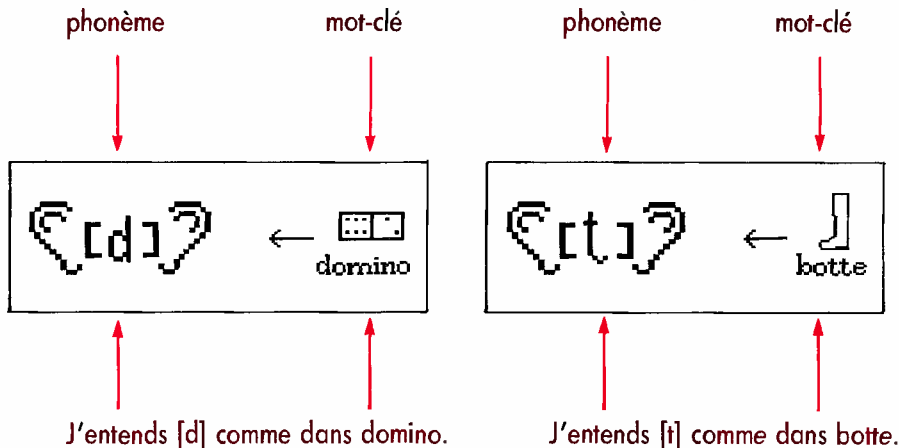 phonème mot-clé phonème mot-clé
[d] [t]
domino botte
J'entends [d] comme dans domino. J'entends [t] comme dans botte.